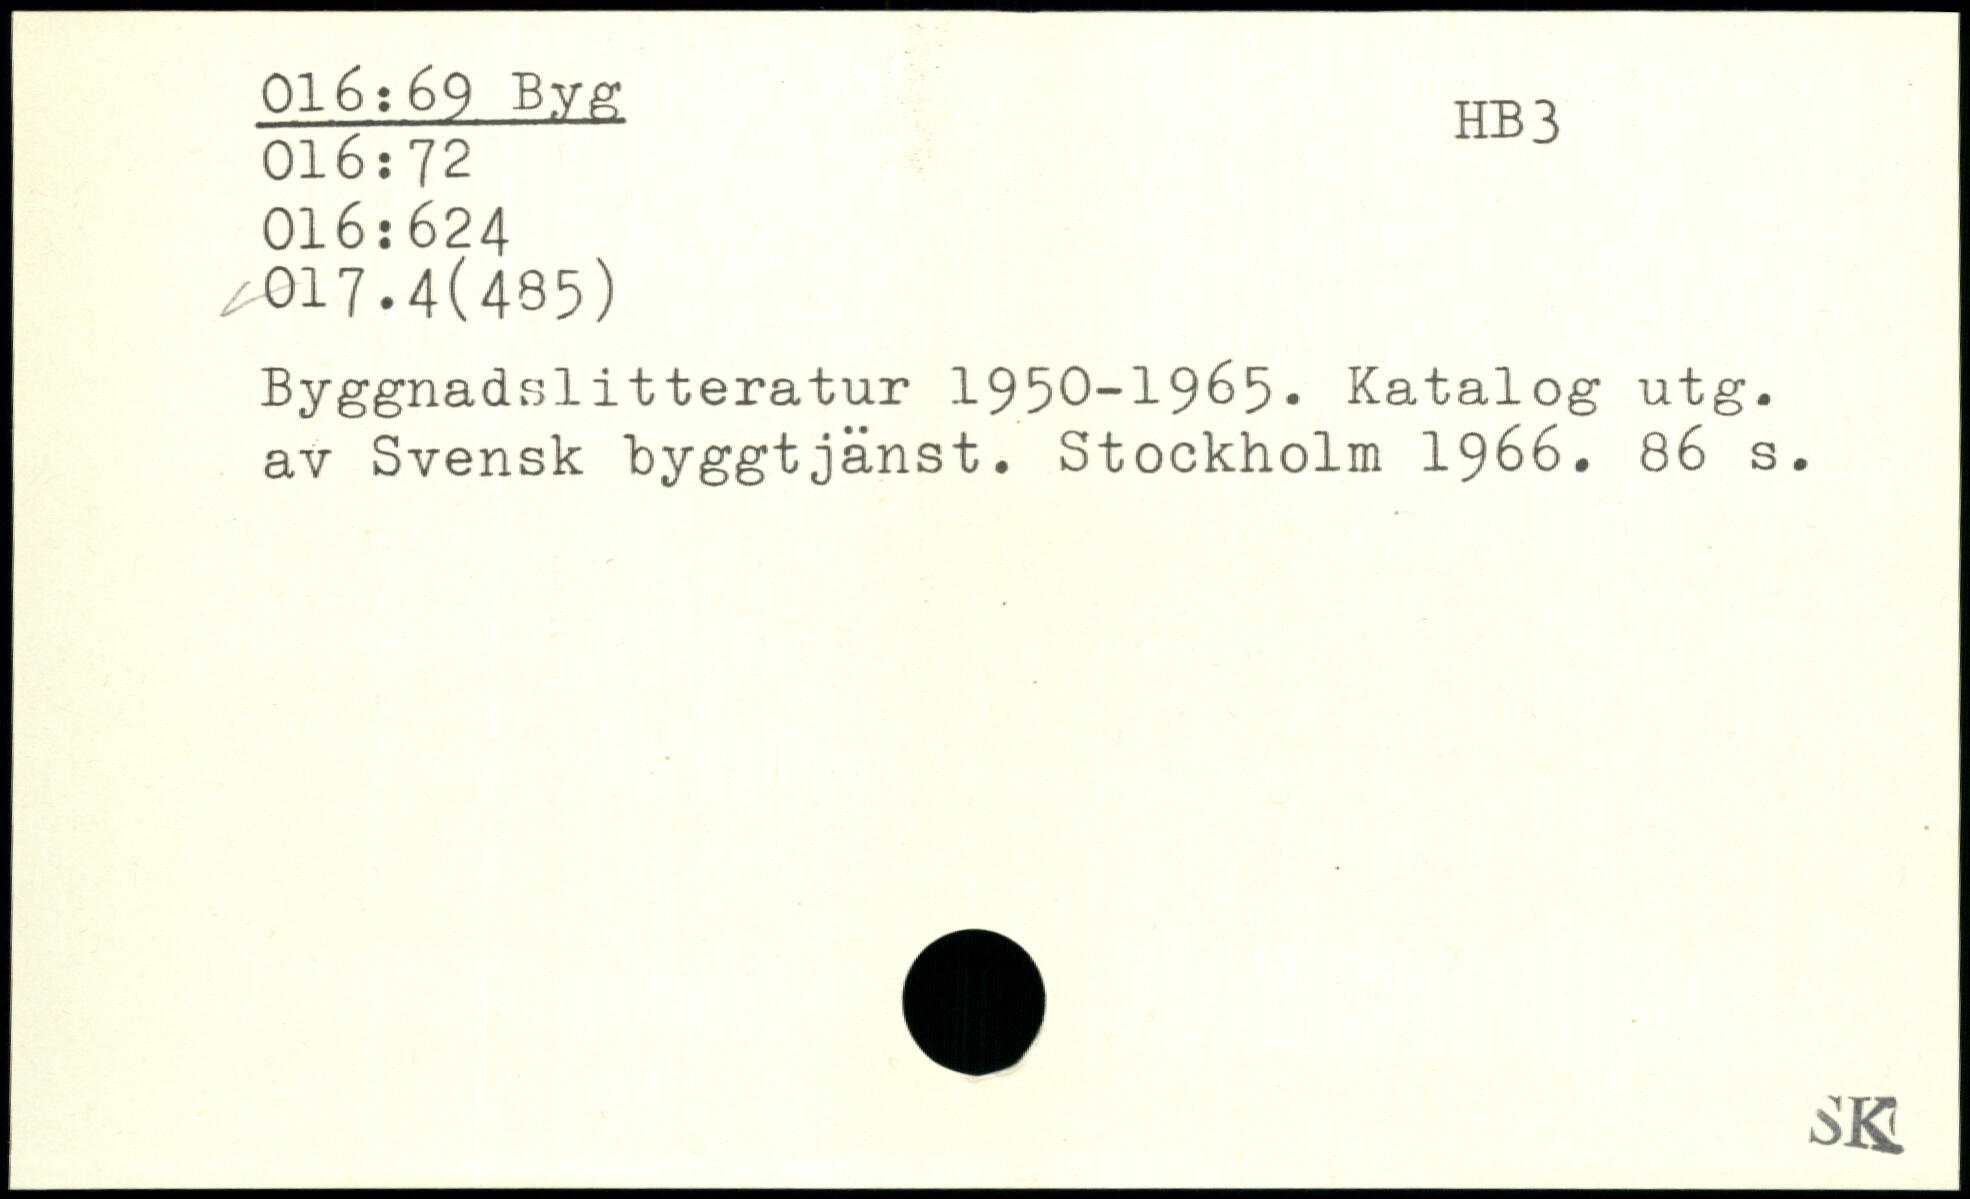 016:69 Byg
HB3
016:72
016:624
017.4(485)
Byggnadslitteratur 1950-1965. Katalog utg.
av Svensk byggtjänst. Stockholm 1966. 86 s.
SK